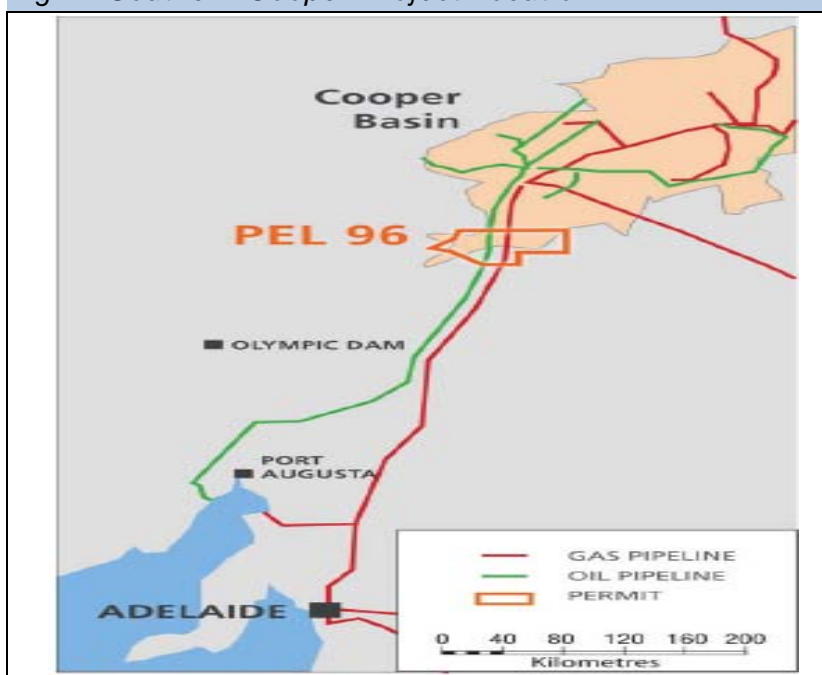 Cooper
Basin
PEL 96
OLYMPIC DAM
PORT
AUGUSTA
ADELAIDE
GAS PIPELINE
OIL PIPELINE
PERMIT
0 40 80 120 160 200
Kilometres